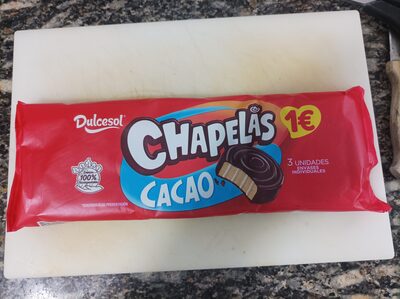 Dulcesol
CHAPELAS
CACAO
1€
3 UNIDADES
ENVASES
INDIVIDUALES
100%